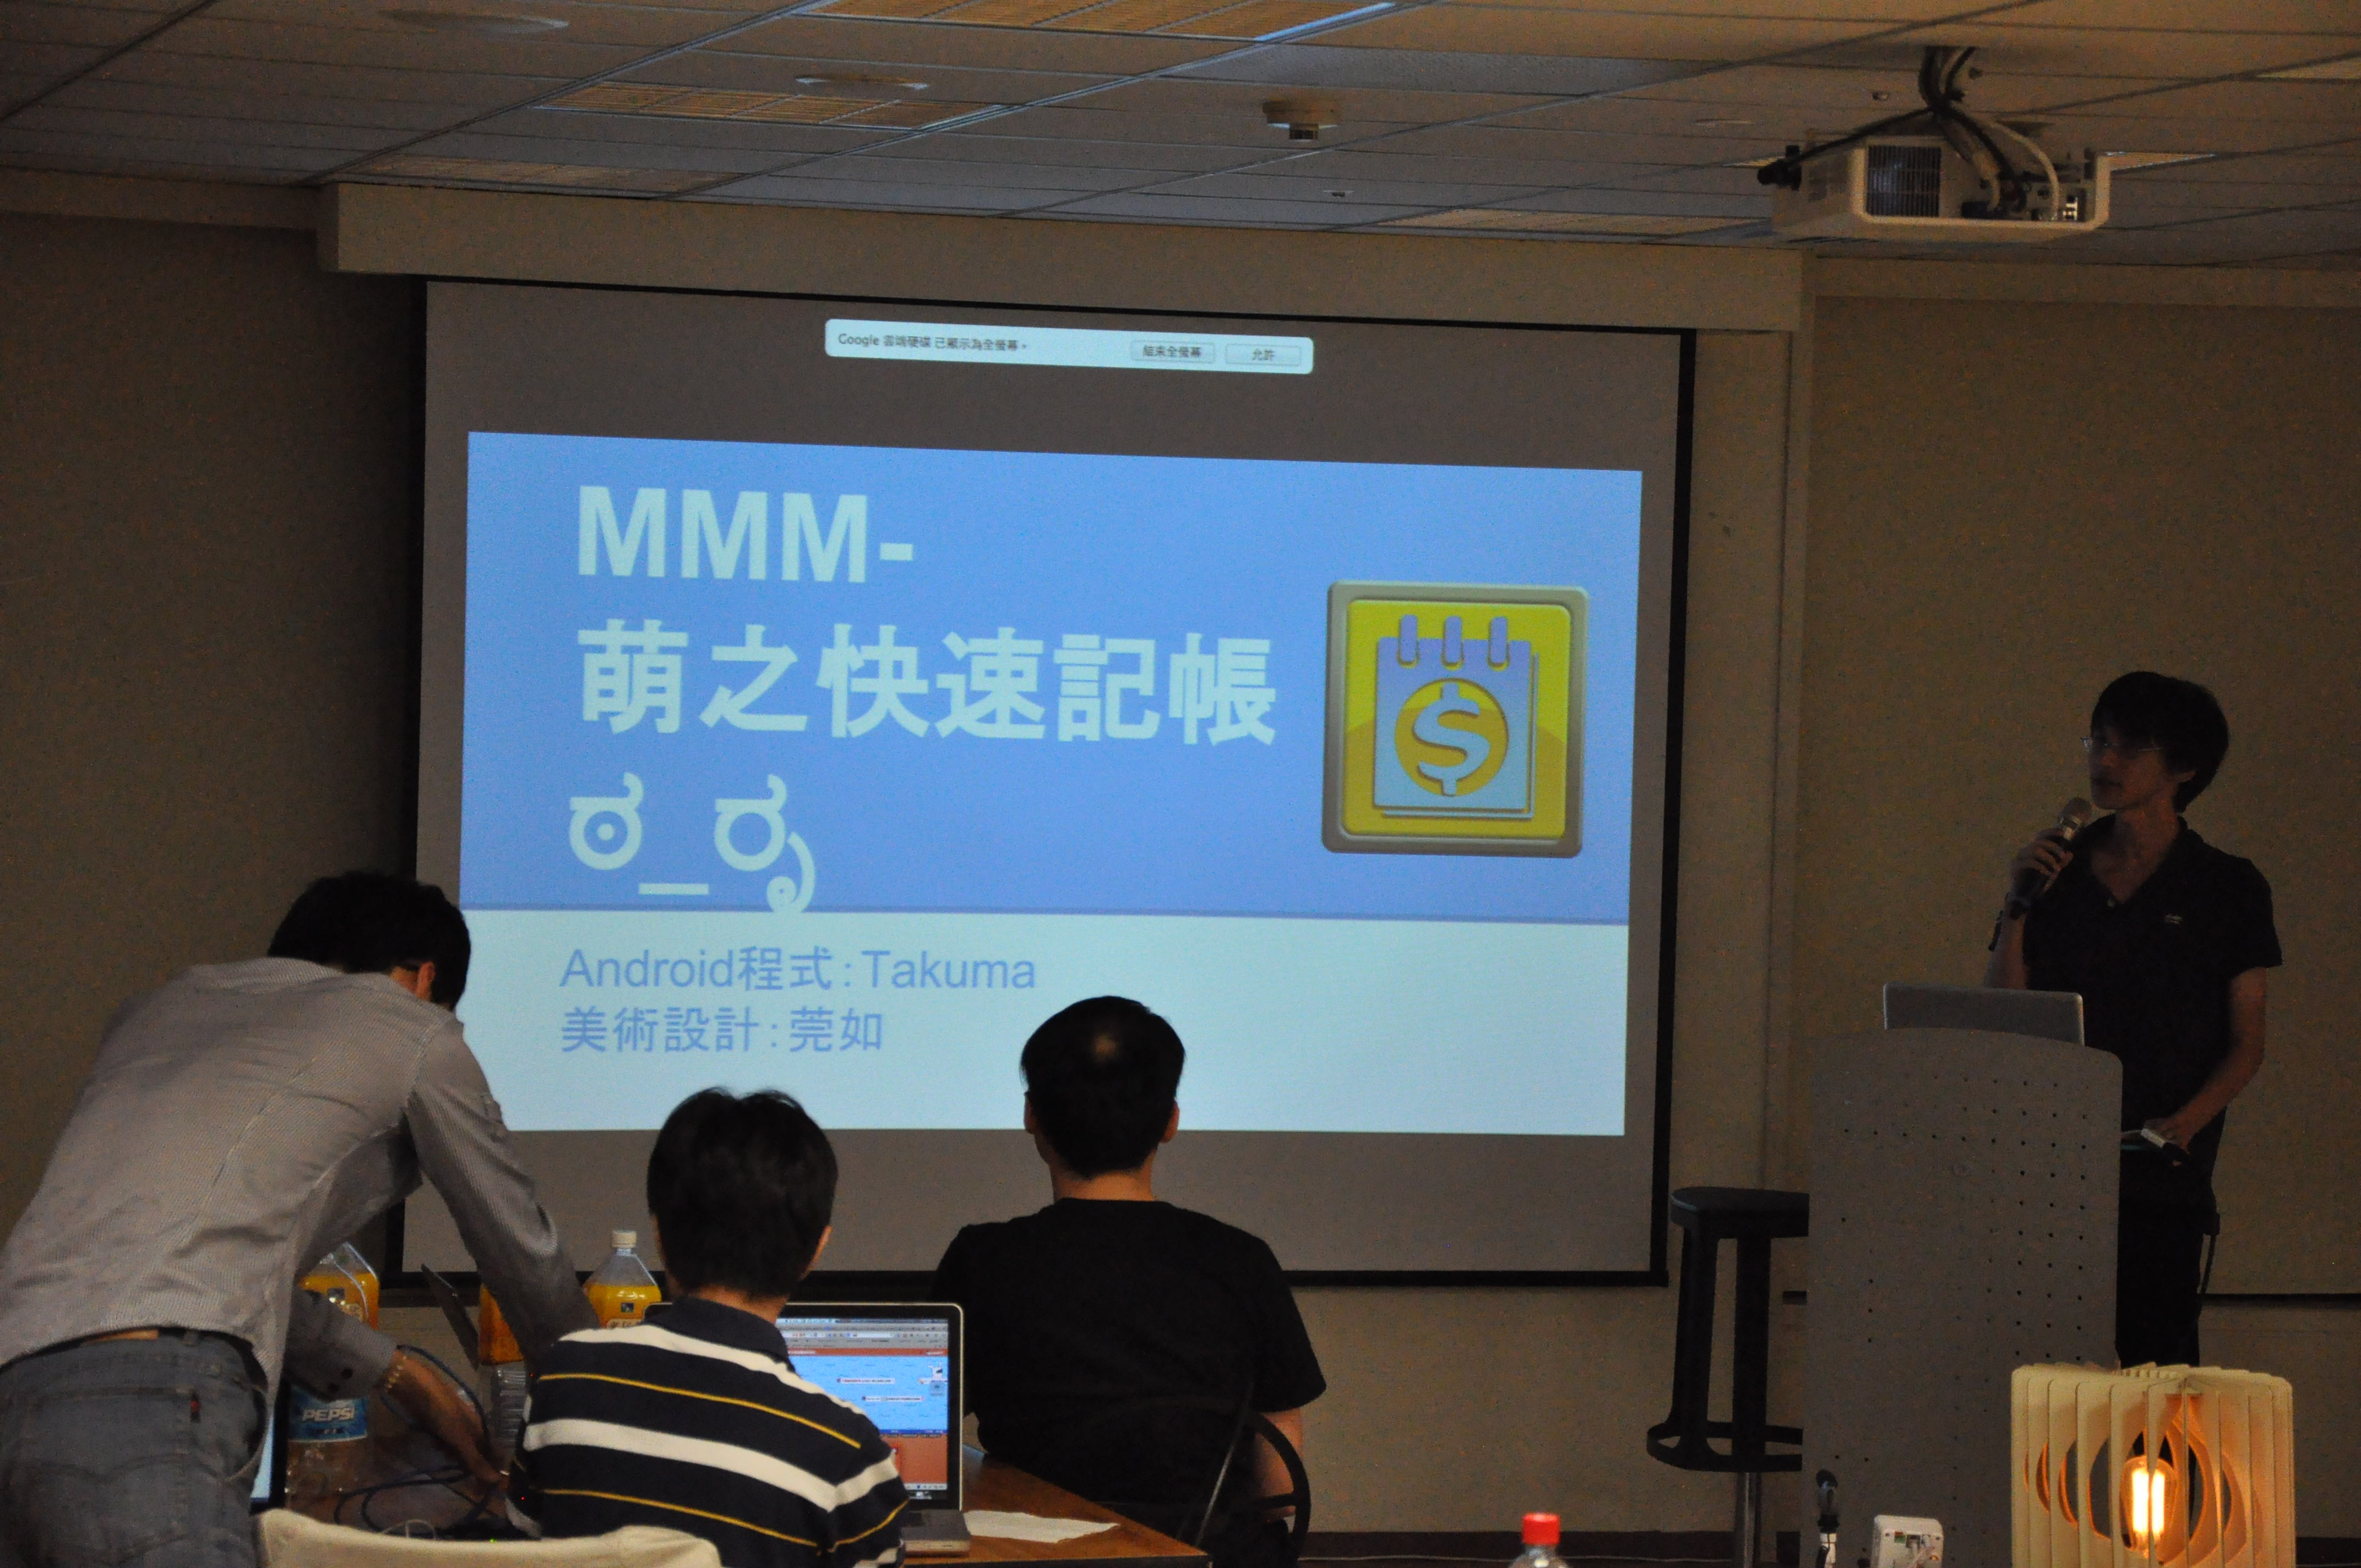 Google 雲端硬碟 已顯示為全螢幕。
結束全螢幕
允許
MMM-
萌之快速記帳
ಠ_ಠೃ
Android程式：Takuma
美術設計：莞如
PEPSI